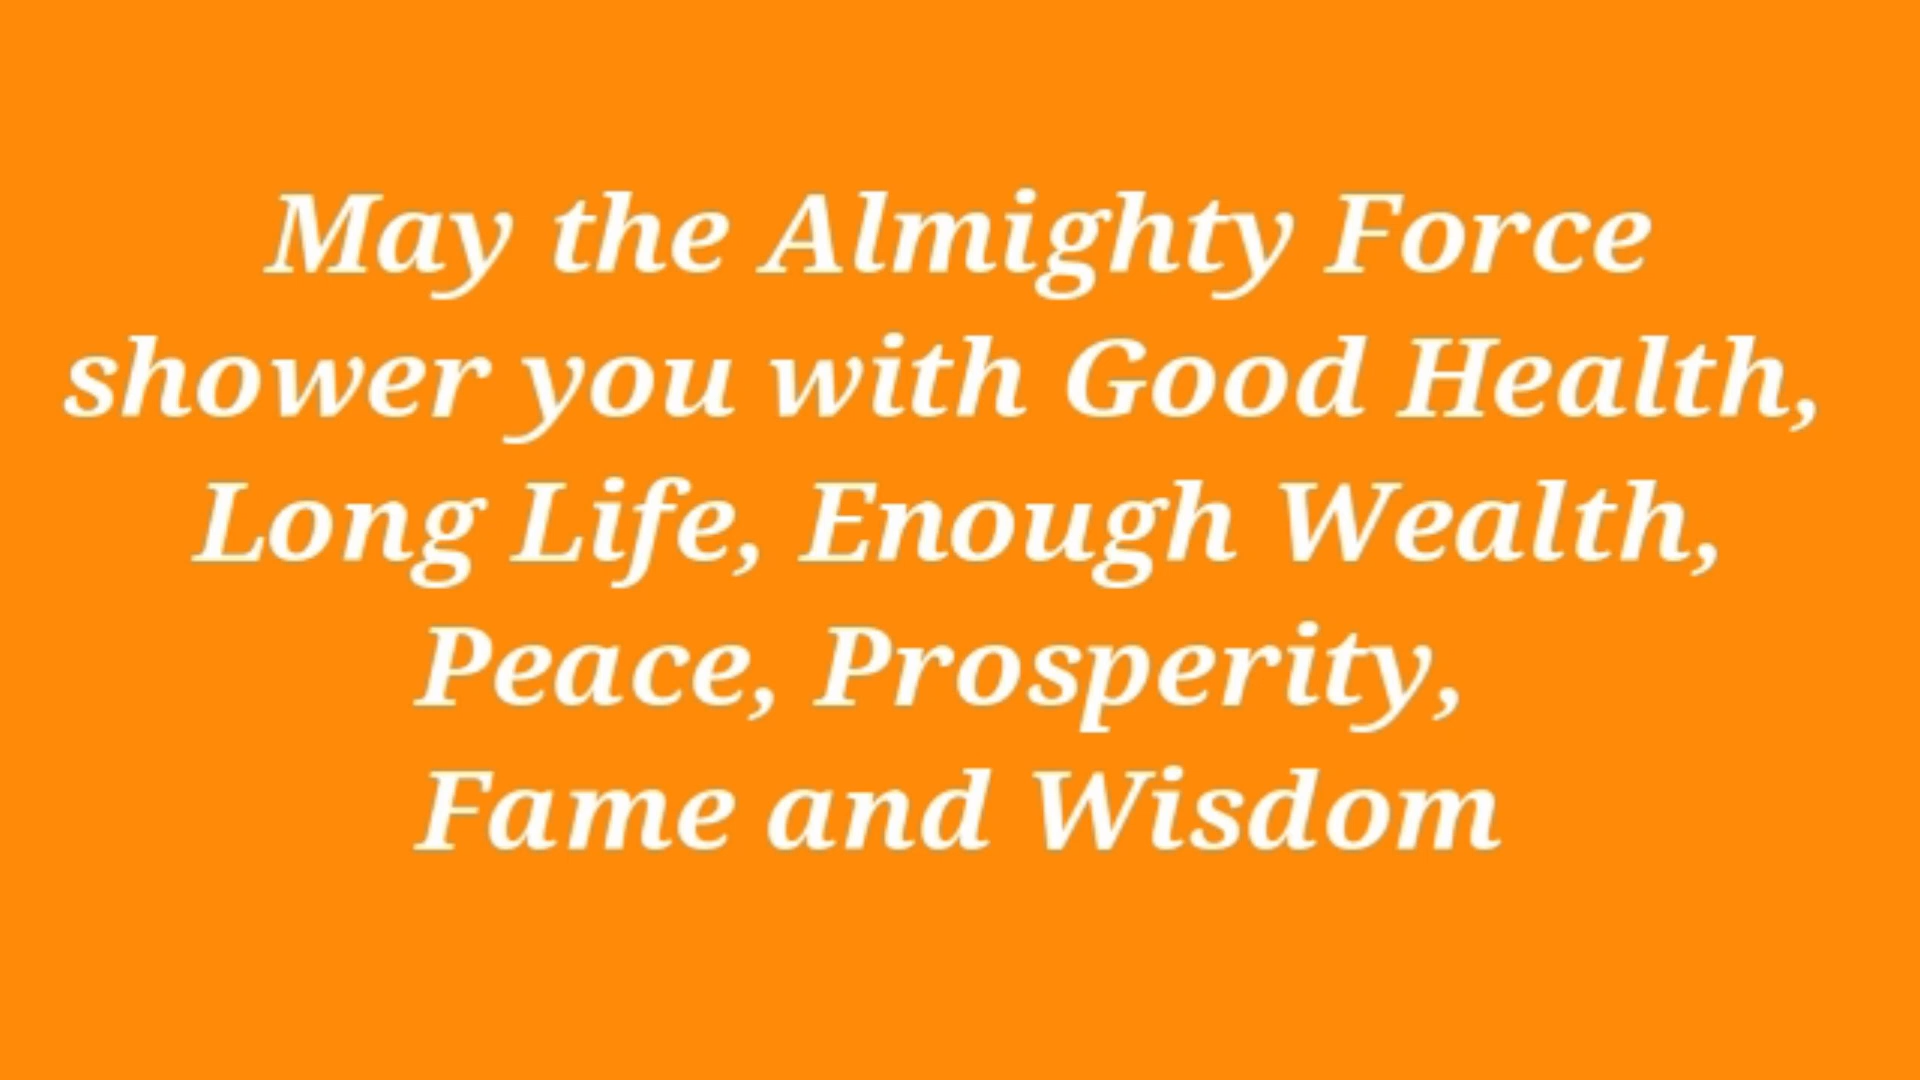 May the Almighty Force
shower you with Good Health,
Long Life, Enough Wealth,
Peace, Prosperity,
Fame and Wisdom